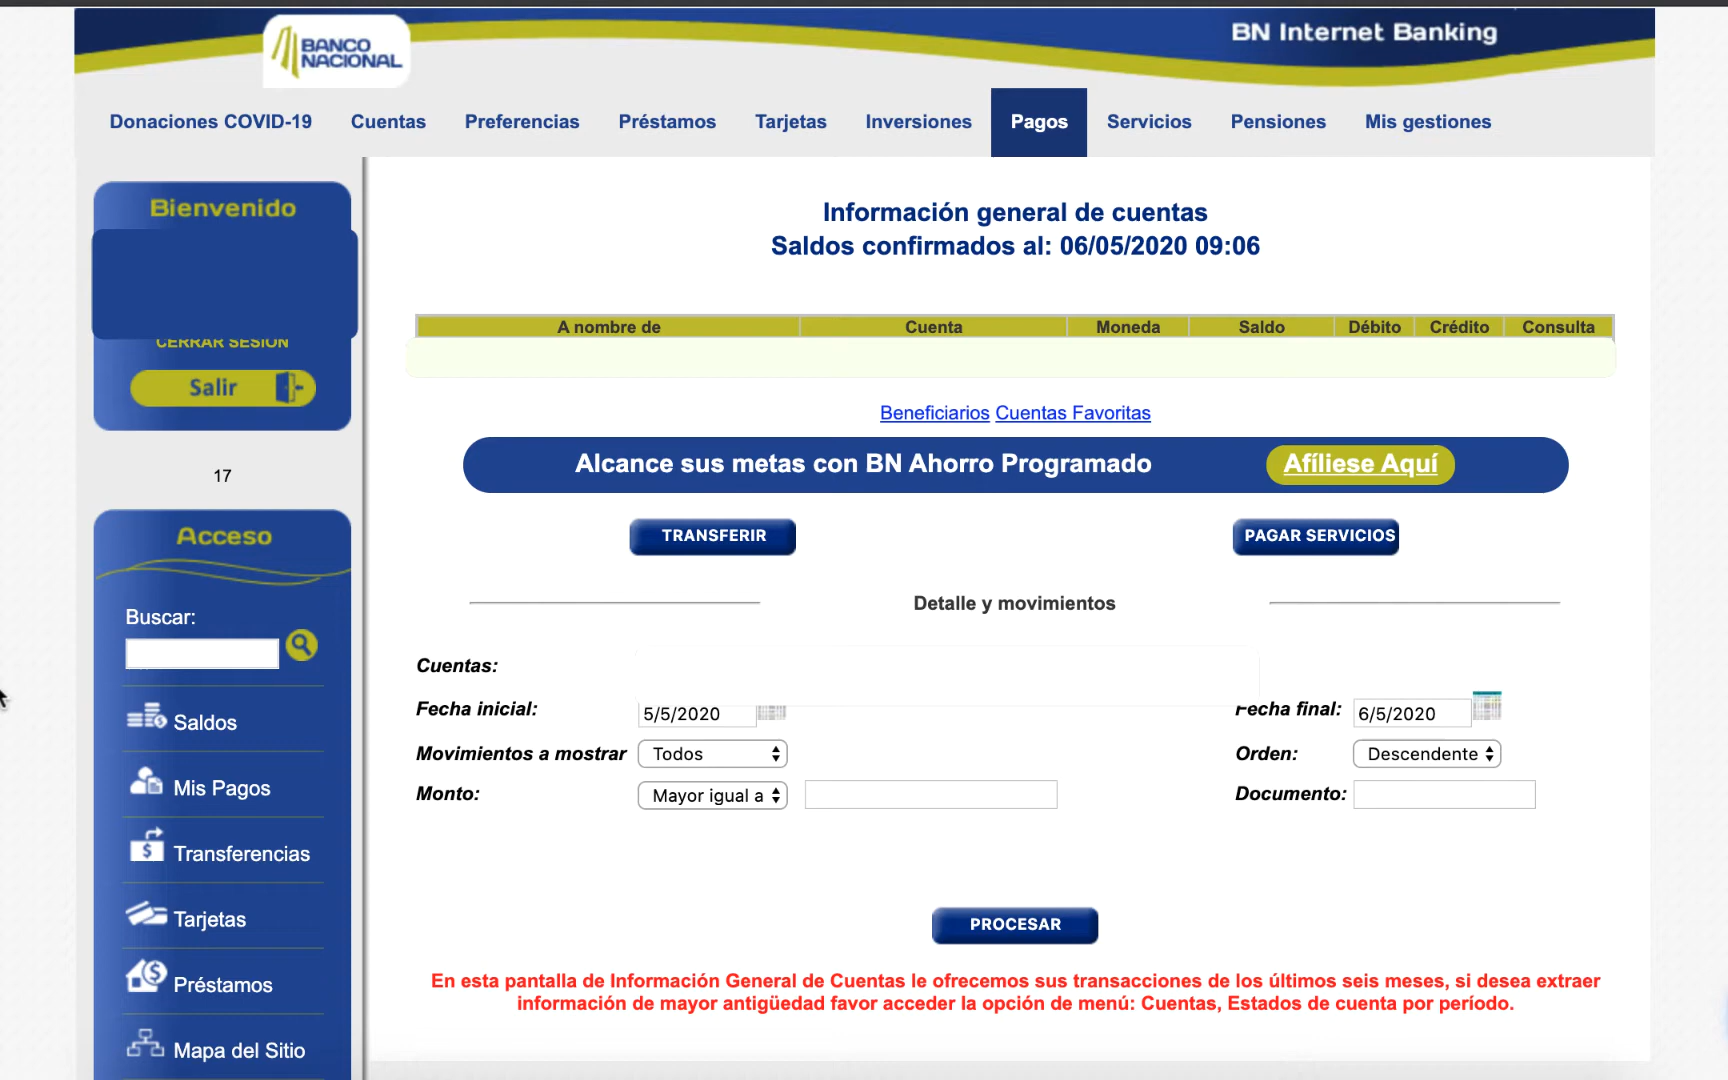 BANCO
NACIONAL
BN Internet Banking
Donaciones COVID-19 Cuentas Preferencias Préstamos Tarjetas Inversiones Pagos Servicios Pensiones Mis gestiones
Bienvenido
CERRAR SESIÓN
Salir
17
Acceso
Buscar:
Saldos
Mis Pagos
Transferencias
Tarjetas
Préstamos
Mapa del Sitio
Información general de cuentas
Saldos confirmados al: 06/05/2020 09:06
A nombre de Cuenta Moneda Saldo Débito Crédito Consulta
Beneficiarios Cuentas Favoritas
Alcance sus metas con BN Ahorro Programado Afíliese Aquí
TRANSFERIR PAGAR SERVICIOS
Detalle y movimientos
Cuentas:
Fecha inicial: 5/5/2020 Fecha final: 6/5/2020
Movimientos a mostrar Todos Orden: Descendente
Monto: Mayor igual a Documento:
PROCESAR
En esta pantalla de Información General de Cuentas le ofrecemos sus transacciones de los últimos seis meses, si desea extraer
información de mayor antigüedad favor acceder la opción de menú: Cuentas, Estados de cuenta por período.